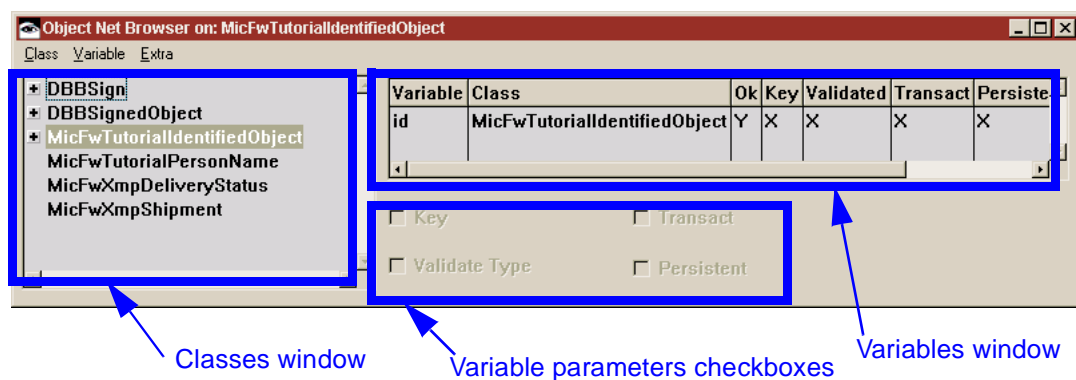 Object Net Browser on: MicFwTutorialIdentifiedObject
Class Variable Extra
DBBSign
DBBSignedObject
MicFwTutorialIdentifiedObject
MicFwTutorialPersonName
MicFwXmpDeliveryStatus
MicFwXmpShipment
Variable Class Ok Key Validated Transact Persiste
id MicFwTutorialIdentifiedObject Y X X X X
Key Transact
Validate Type Persistent
Classes window
Variable parameters checkboxes
Variables window